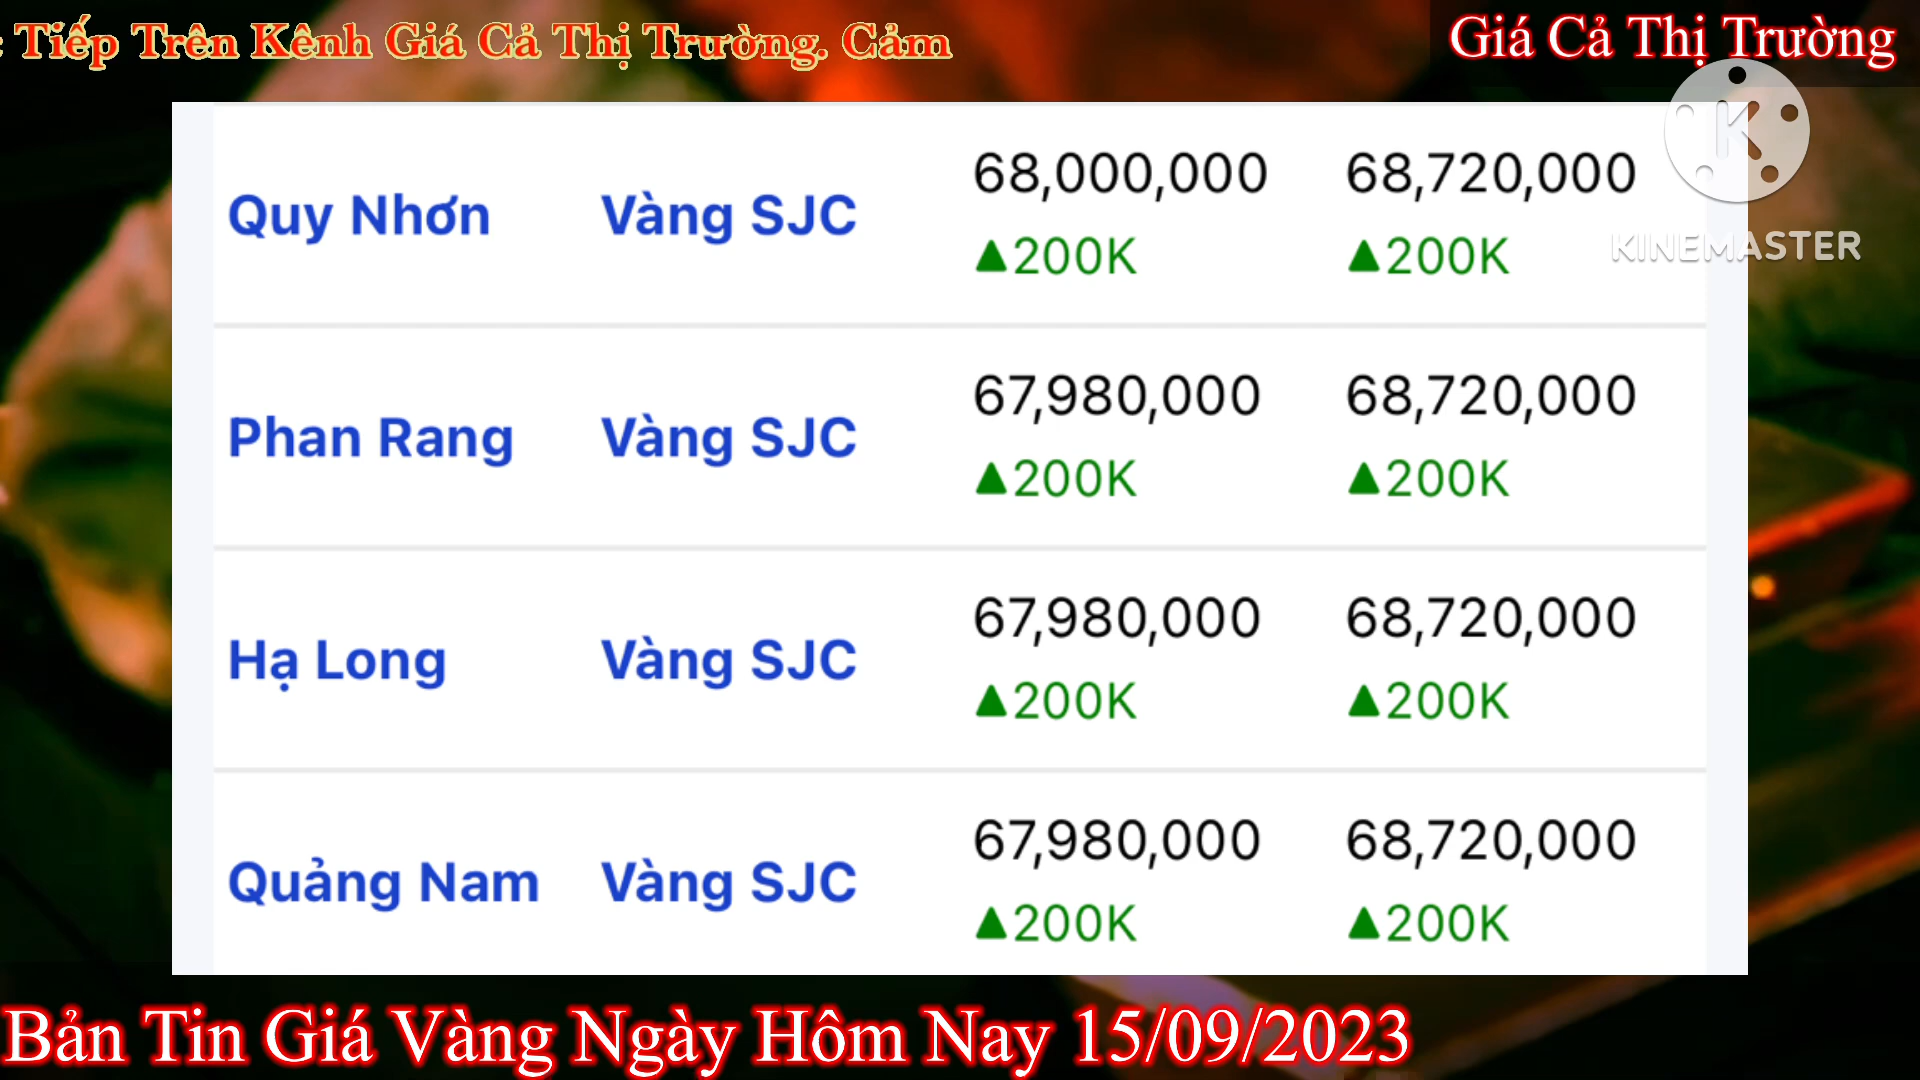 : Tiếp Trên Kênh Giá Cả Thị Trường. Cảm
Giá Cả Thị Trường
KINEMASTER
Quy Nhơn Vàng SJC 68,000,000 68,720,000
▲200K ▲200K
Phan Rang Vàng SJC 67,980,000 68,720,000
▲200K ▲200K
Hạ Long Vàng SJC 67,980,000 68,720,000
▲200K ▲200K
Quảng Nam Vàng SJC 67,980,000 68,720,000
▲200K ▲200K
Bản Tin Giá Vàng Ngày Hôm Nay 15/09/2023